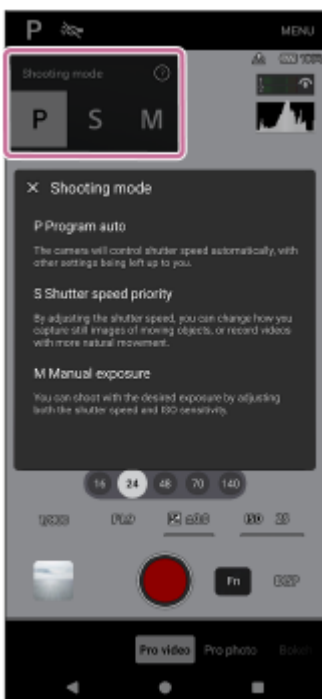 P
MENU
100%
Shooting mode ?
P S M
× Shooting mode
P Program auto
The camera will control shutter speed automatically, with
other settings being left up to you.
S Shutter speed priority
By adjusting the shutter speed, you can change how you
capture still images of moving objects, or record videos
with more natural movement.
M Manual exposure
You can shoot with the desired exposure by adjusting
both the shutter speed and ISO sensitivity.
16 24 48 70 140
Fn DISP
Pro video Pro photo Bokeh